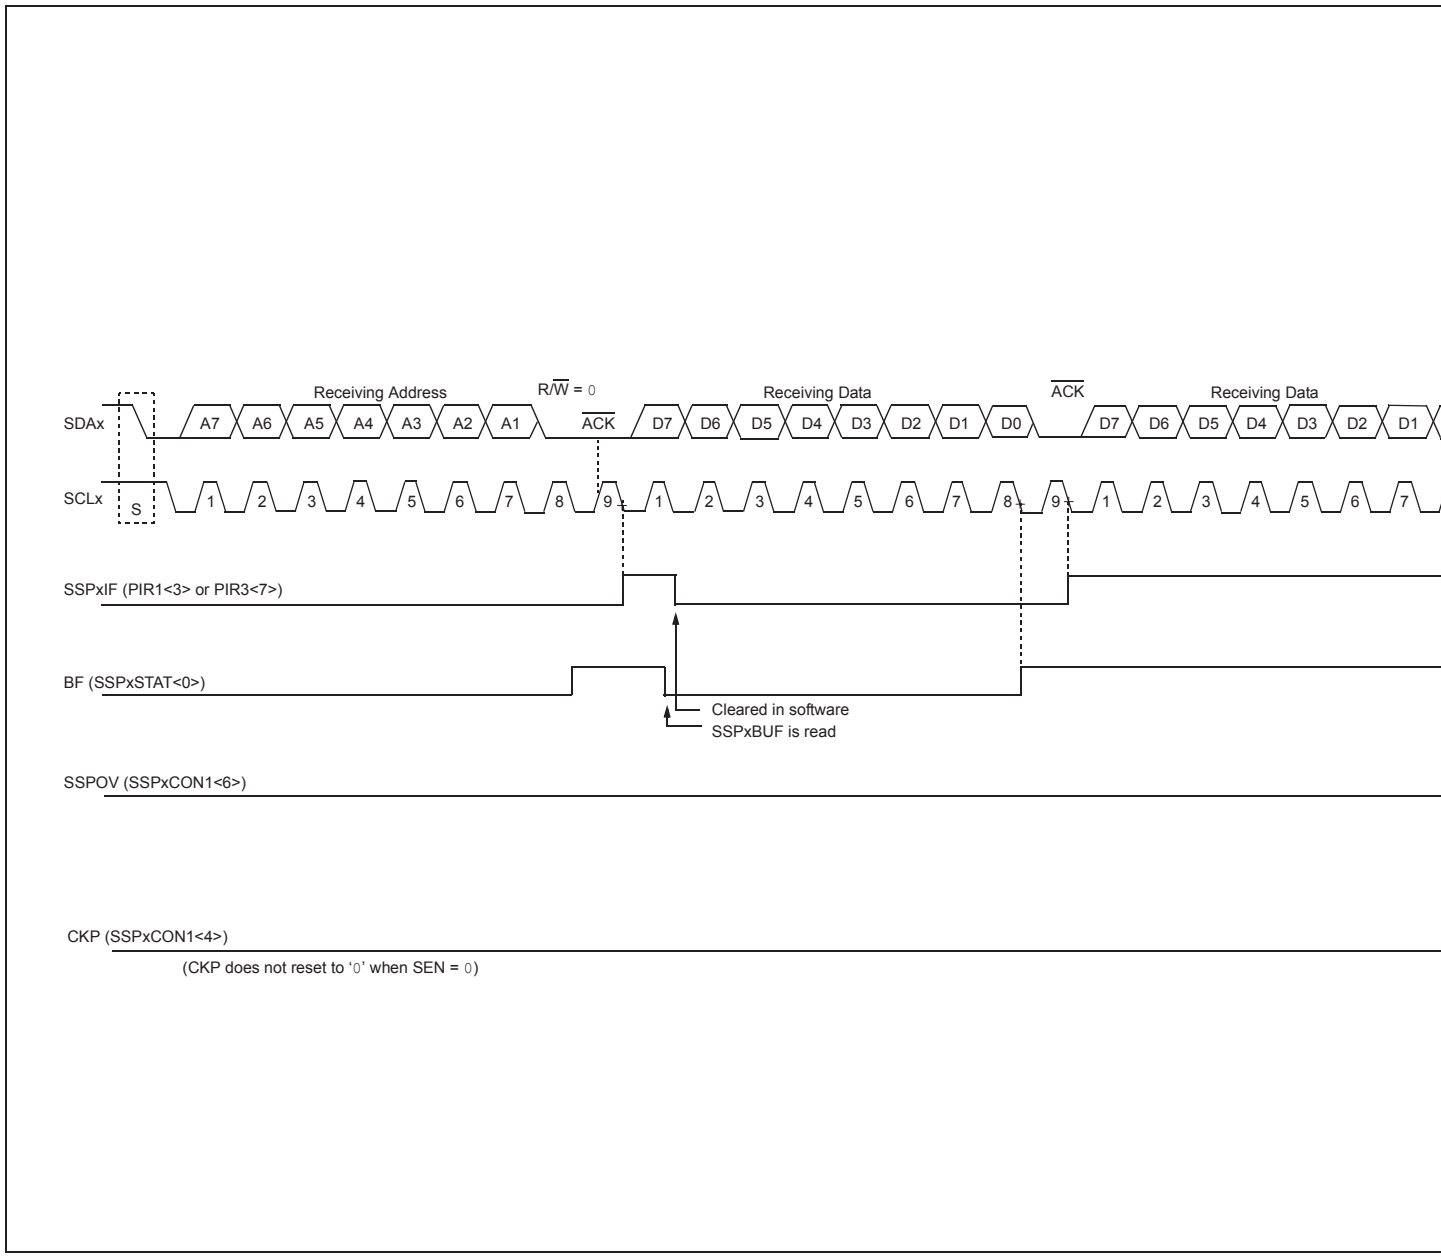 Receiving Address R/W = 0 Receiving Data ACK Receiving Data
SDAx A7 A6 A5 A4 A3 A2 A1 ACK D7 D6 D5 D4 D3 D2 D1 D0 D7 D6 D5 D4 D3 D2 D1
SCLx S 1 2 3 4 5 6 7 8 9 1 2 3 4 5 6 7 8 9 1 2 3 4 5 6 7
SSPxIF (PIR1<3> or PIR3<7>)
BF (SSPxSTAT<0>)
Cleared in software
SSPxBUF is read
SSPOV (SSPxCON1<6>)
CKP (SSPxCON1<4>)
(CKP does not reset to ‘0’ when SEN = 0)